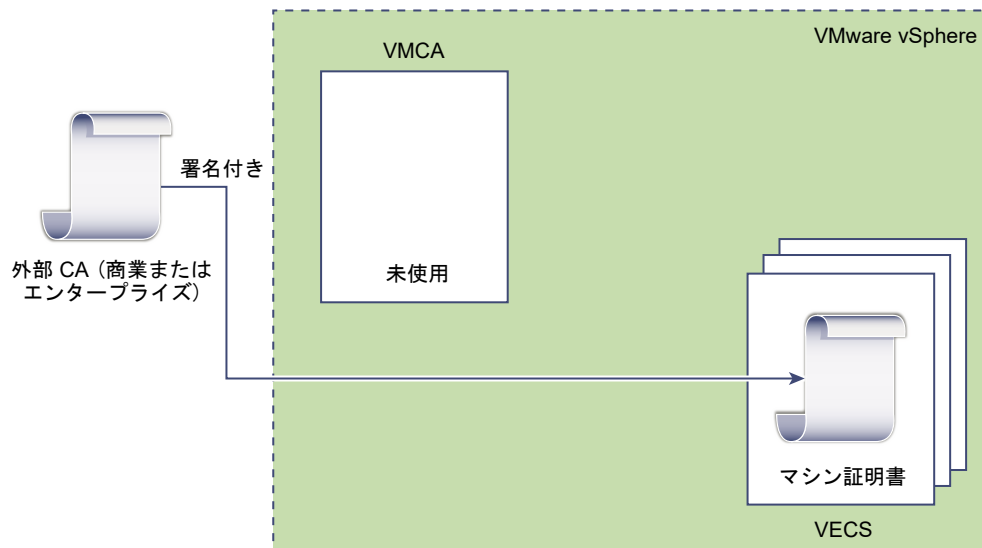 VMware vSphere
VMCA
署名付き
外部 CA（商業または
エンタープライズ）
未使用
マシン証明書
VECS